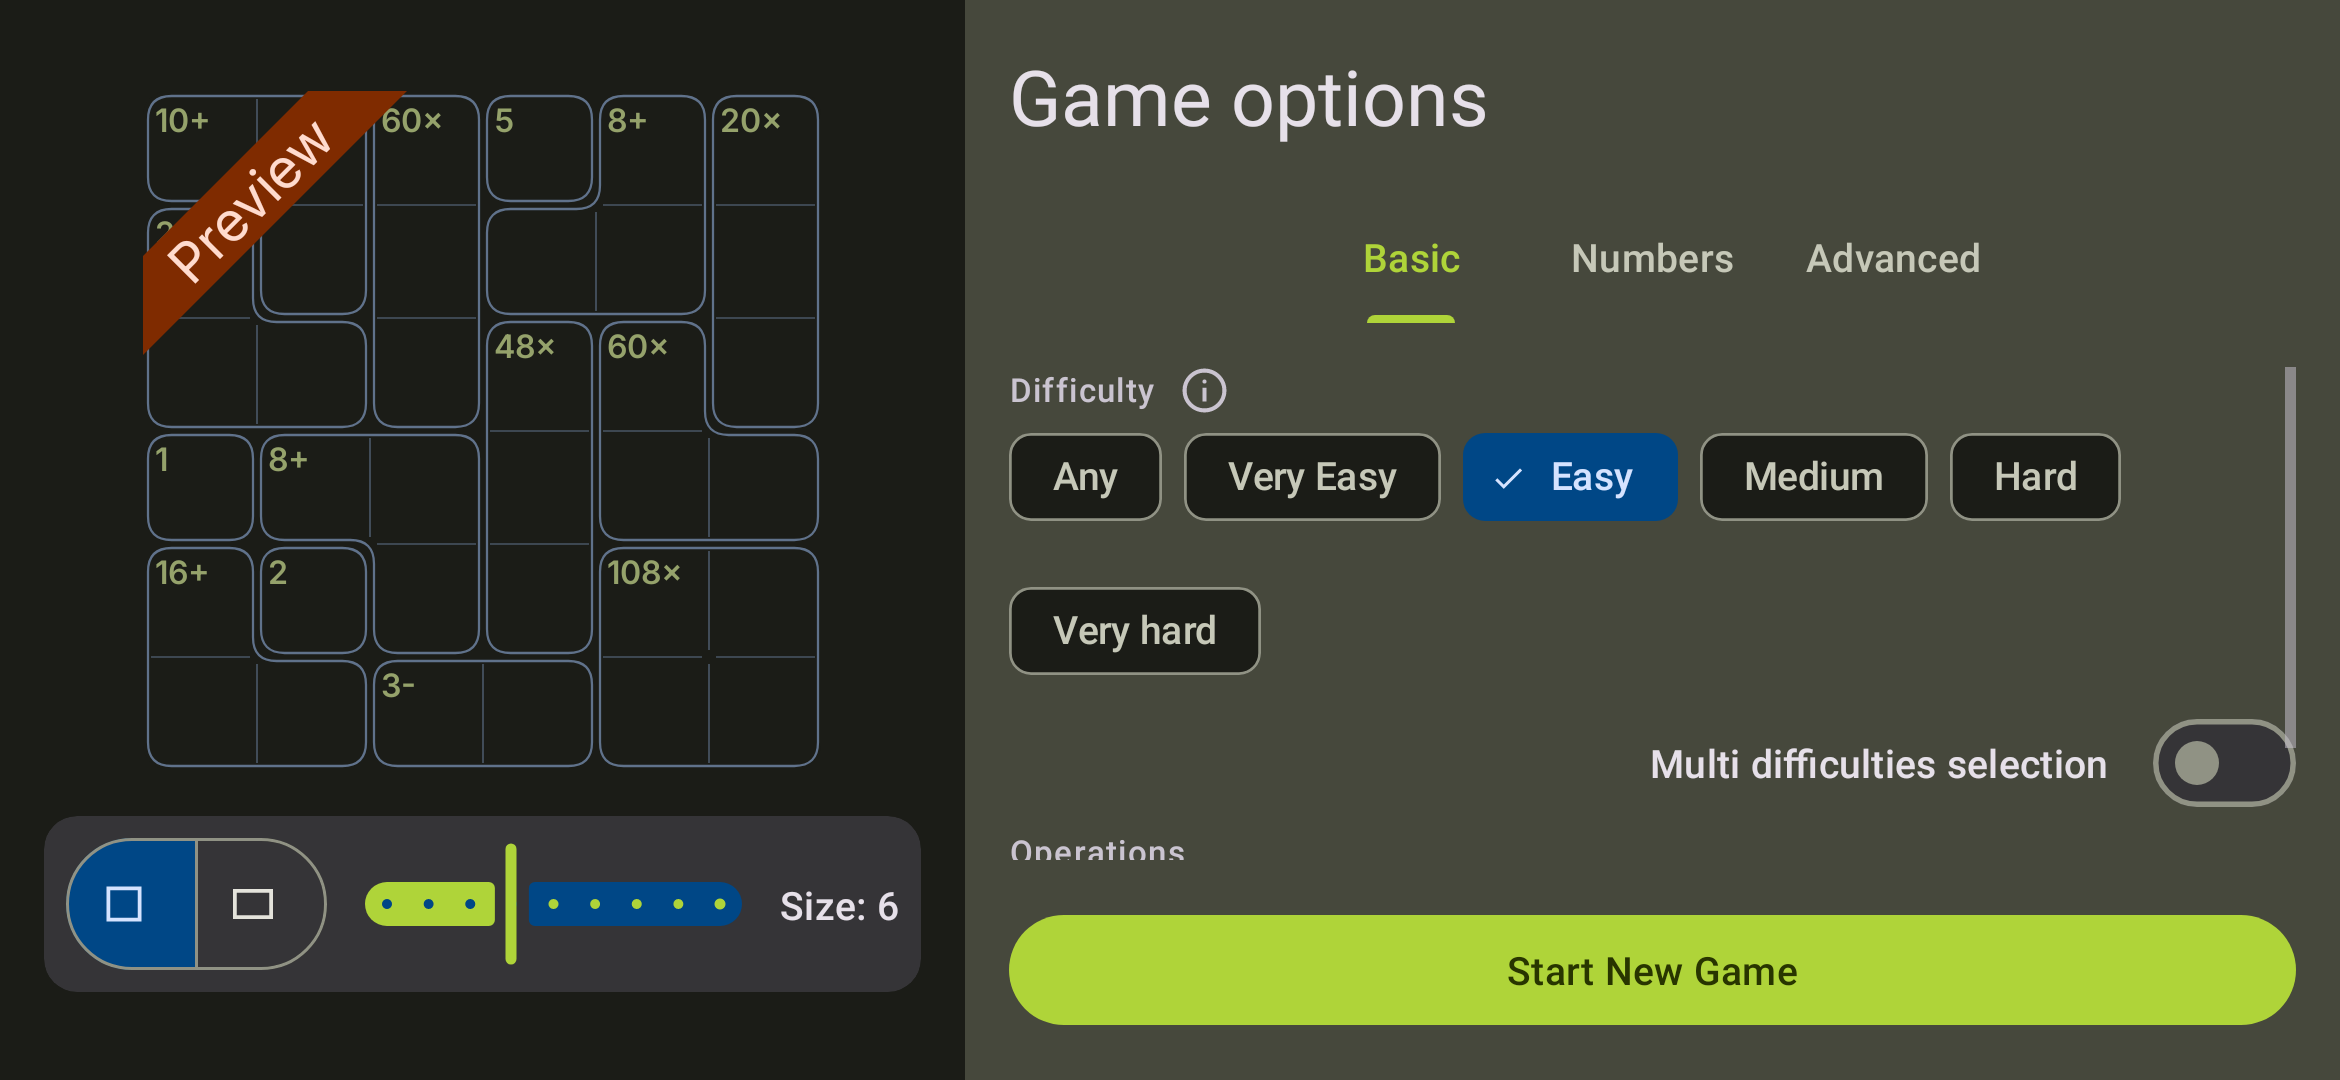 10+ 60× 5 8+ 20×
Preview
48× 60×
1 8+
16+ 2 108×
3-
Size: 6
Game options
Basic Numbers Advanced
Difficulty
Any Very Easy Easy Medium Hard
Very hard
Multi difficulties selection
Operations
Start New Game